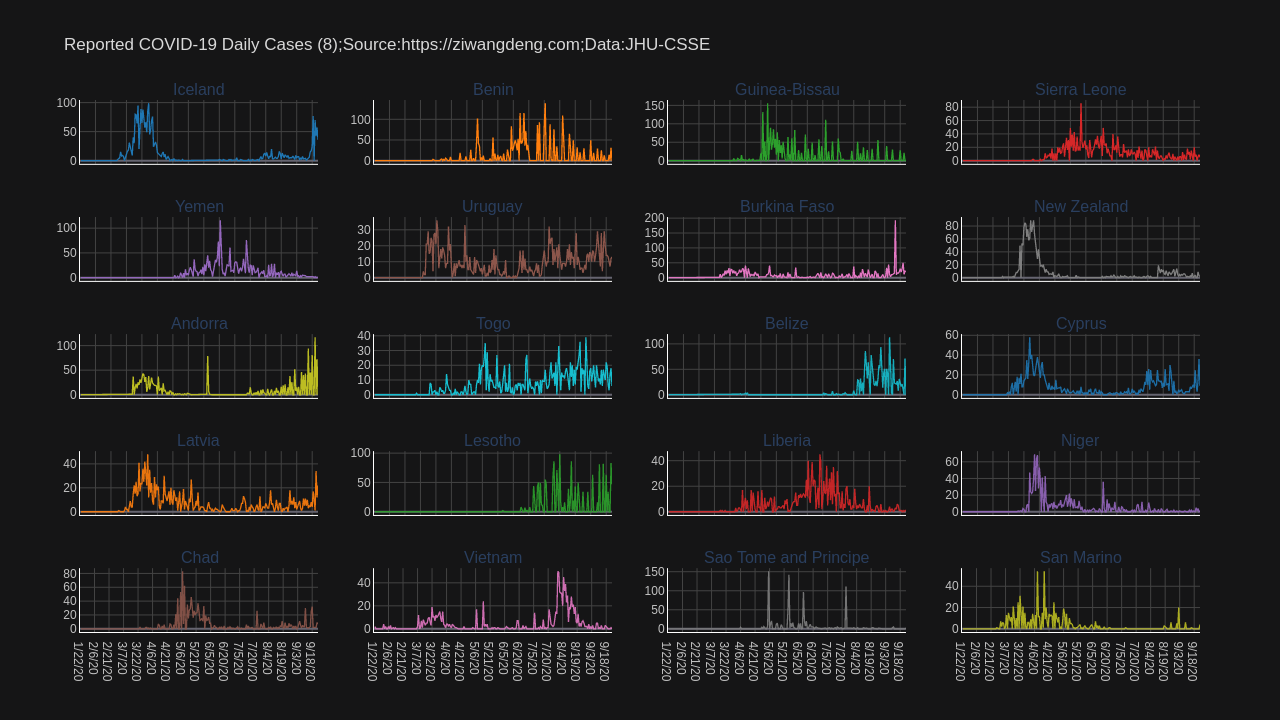 Reported COVID-19 Daily Cases (8);Source:https://ziwangdeng.com;Data:JHU-CSSE
Iceland Benin Guinea-Bissau Sierra Leone
100 50 0
100 50 0
150 100 50 0
80 60 40 20 0
Yemen Uruguay Burkina Faso New Zealand
100 50 0
30 20 10 0
200 150 100 50 0
80 60 40 20 0
Andorra Togo Belize Cyprus
100 50 0
40 30 20 10 0
100 50 0
60 40 20 0
Latvia Lesotho Liberia Niger
40 20 0
100 50 0
40 20 0
60 40 20 0
Chad Vietnam Sao Tome and Principe San Marino
80 60 40 20 0
40 20 0
150 100 50 0
40 20 0
1/22/20 2/6/20 2/21/20 3/7/20 3/22/20 4/6/20 4/21/20 5/6/20 5/21/20 6/5/20 6/20/20 7/5/20 7/20/20 8/4/20 8/19/20 9/3/20 9/18/20
1/22/20 2/6/20 2/21/20 3/7/20 3/22/20 4/6/20 4/21/20 5/6/20 5/21/20 6/5/20 6/20/20 7/5/20 7/20/20 8/4/20 8/19/20 9/3/20 9/18/20
1/22/20 2/6/20 2/21/20 3/7/20 3/22/20 4/6/20 4/21/20 5/6/20 5/21/20 6/5/20 6/20/20 7/5/20 7/20/20 8/4/20 8/19/20 9/3/20 9/18/20
1/22/20 2/6/20 2/21/20 3/7/20 3/22/20 4/6/20 4/21/20 5/6/20 5/21/20 6/5/20 6/20/20 7/5/20 7/20/20 8/4/20 8/19/20 9/3/20 9/18/20